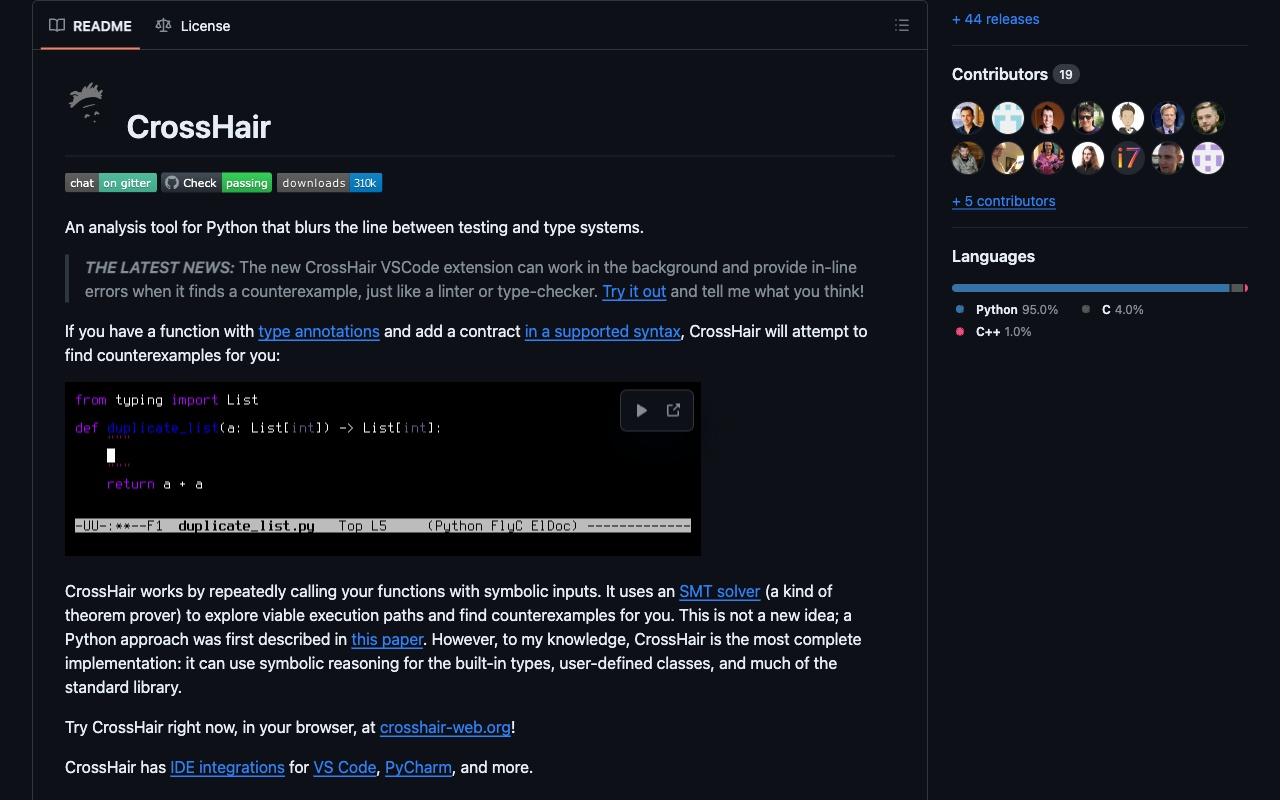 README
License
+ 44 releases
Contributors 19
CrossHair
chat on gitter
Check passing
downloads 310k
i7
+ 5 contributors
An analysis tool for Python that blurs the line between testing and type systems.
Languages
THE LATEST NEWS: The new CrossHair VSCode extension can work in the background and provide in-line
errors when it finds a counterexample, just like a linter or type-checker. Try it out and tell me what you think!
Python 95.0%
C 4.0%
C++ 1.0%
If you have a function with type annotations and add a contract in a supported syntax, CrossHair will attempt to
find counterexamples for you:
from typing import List
def duplicate_list(a: List[int]) -> List[int]:
"""
"""
return a + a
-UU-:**--F1 duplicate_list.py Top L5 (Python FlyC ElDoc) -------------
CrossHair works by repeatedly calling your functions with symbolic inputs. It uses an SMT solver (a kind of
theorem prover) to explore viable execution paths and find counterexamples for you. This is not a new idea; a
Python approach was first described in this paper. However, to my knowledge, CrossHair is the most complete
implementation: it can use symbolic reasoning for the built-in types, user-defined classes, and much of the
standard library.
Try CrossHair right now, in your browser, at crosshair-web.org!
CrossHair has IDE integrations for VS Code, PyCharm, and more.